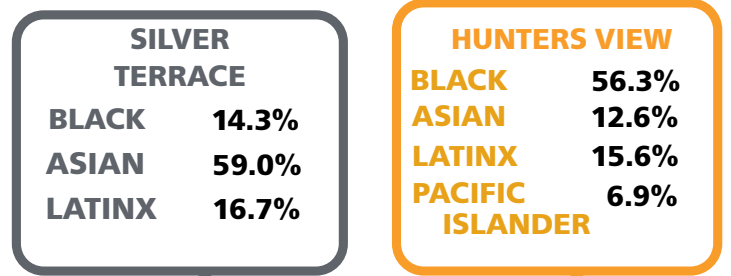 SILVER
TERRACE
BLACK 14.3%
ASIAN 59.0%
LATINX 16.7%
HUNTERS VIEW
BLACK 56.3%
ASIAN 12.6%
LATINX 15.6%
PACIFIC 6.9%
ISLANDER